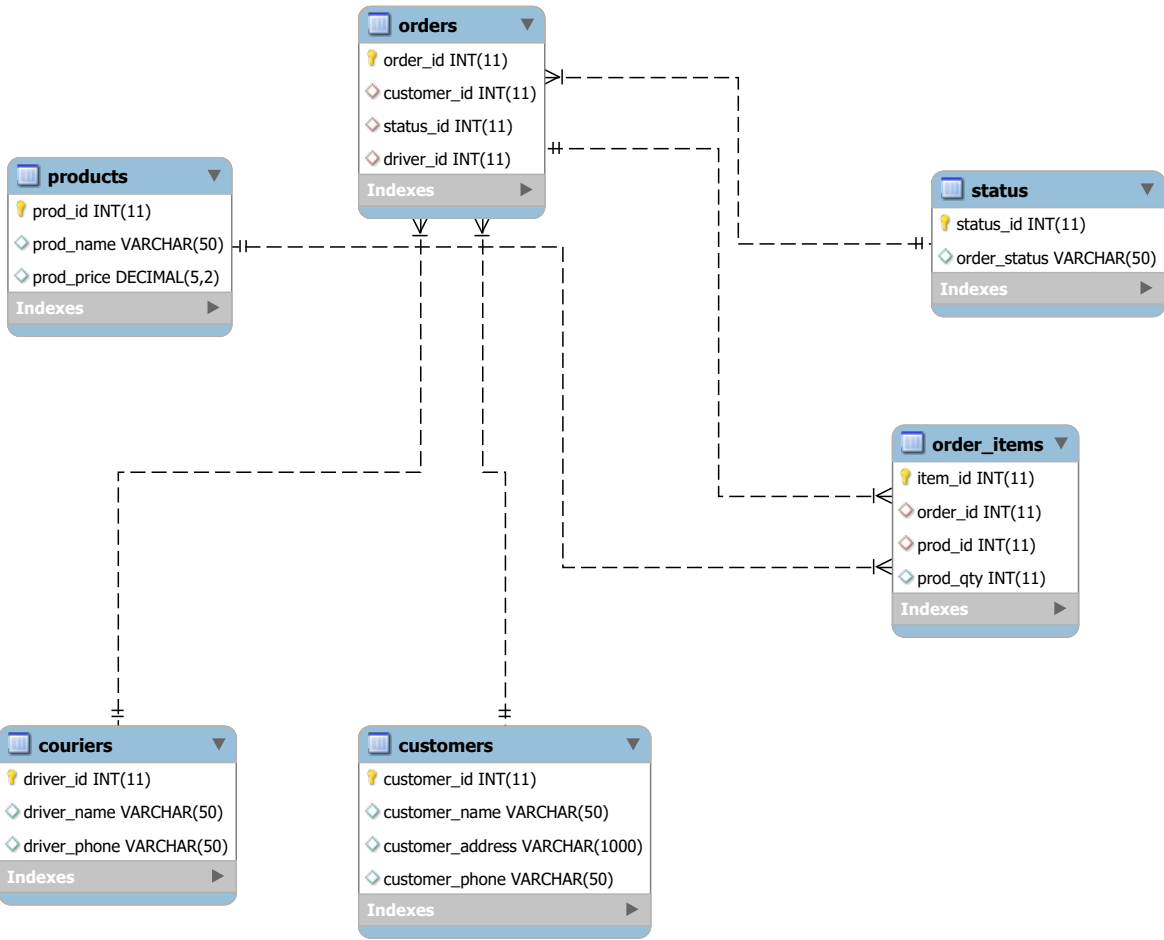 orders
order_id INT(11)
customer_id INT(11)
status_id INT(11)
driver_id INT(11)
Indexes
products
prod_id INT(11)
prod_name VARCHAR(50)
prod_price DECIMAL(5,2)
Indexes
status
status_id INT(11)
order_status VARCHAR(50)
Indexes
order_items
item_id INT(11)
order_id INT(11)
prod_id INT(11)
prod_qty INT(11)
Indexes
couriers
driver_id INT(11)
driver_name VARCHAR(50)
driver_phone VARCHAR(50)
Indexes
customers
customer_id INT(11)
customer_name VARCHAR(50)
customer_address VARCHAR(1000)
customer_phone VARCHAR(50)
Indexes